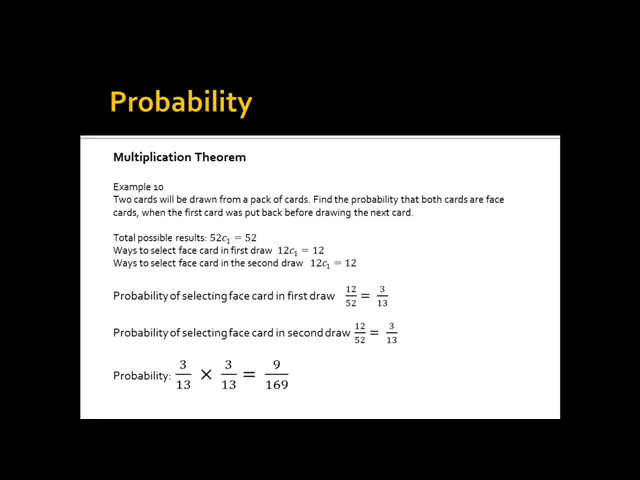 Probability
Multiplication Theorem
Example 10
Two cards will be drawn from a pack of cards. Find the probability that both cards are face
cards, when the first card was put back before drawing the next card.
Total possible results: 52c₁ = 52
Ways to select face card in first draw 12c₁ = 12
Ways to select face card in the second draw 12c₁ = 12
Probability of selecting face card in first draw 12/52 = 3/13
Probability of selecting face card in second draw 12/52 = 3/13
Probability: 3/13 × 3/13 = 9/169